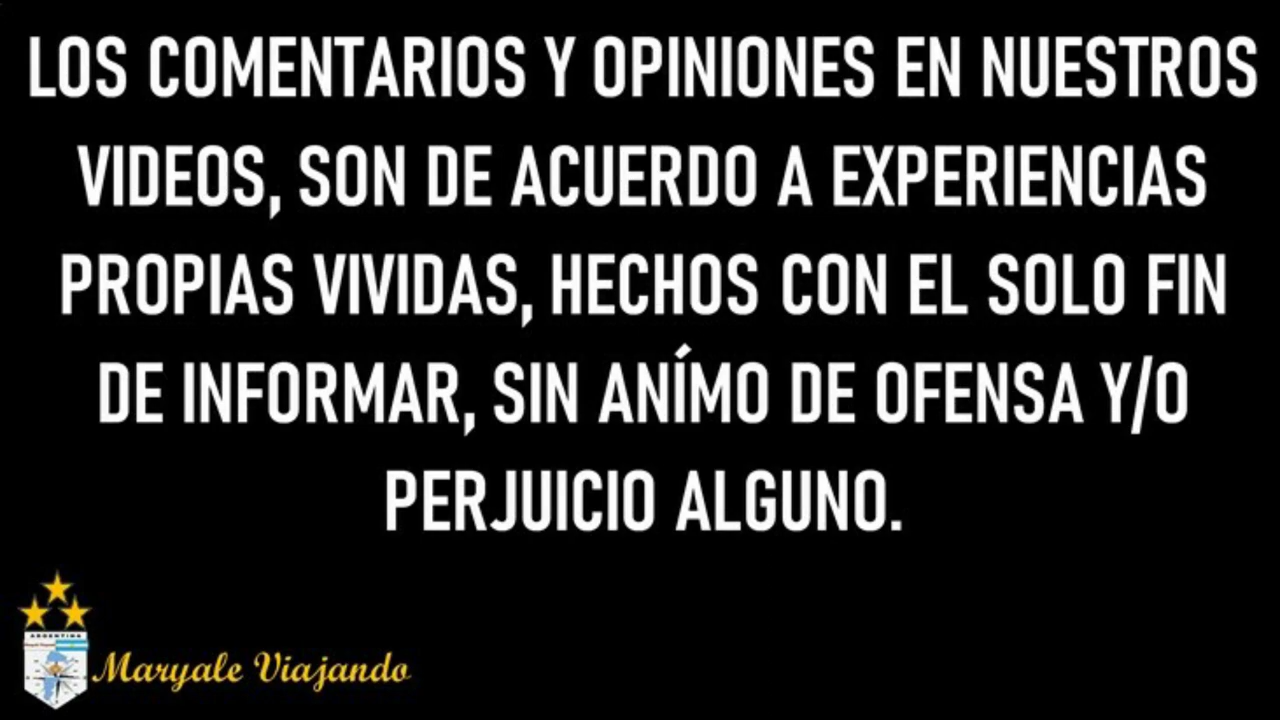 LOS COMENTARIOS Y OPINIONES EN NUESTROS
VIDEOS, SON DE ACUERDO A EXPERIENCIAS
PROPIAS VIVIDAS, HECHOS CON EL SOLO FIN
DE INFORMAR, SIN ANÍMO DE OFENSA Y/O
PERJUICIO ALGUNO.
ARGENTINA
Maryale Viajando